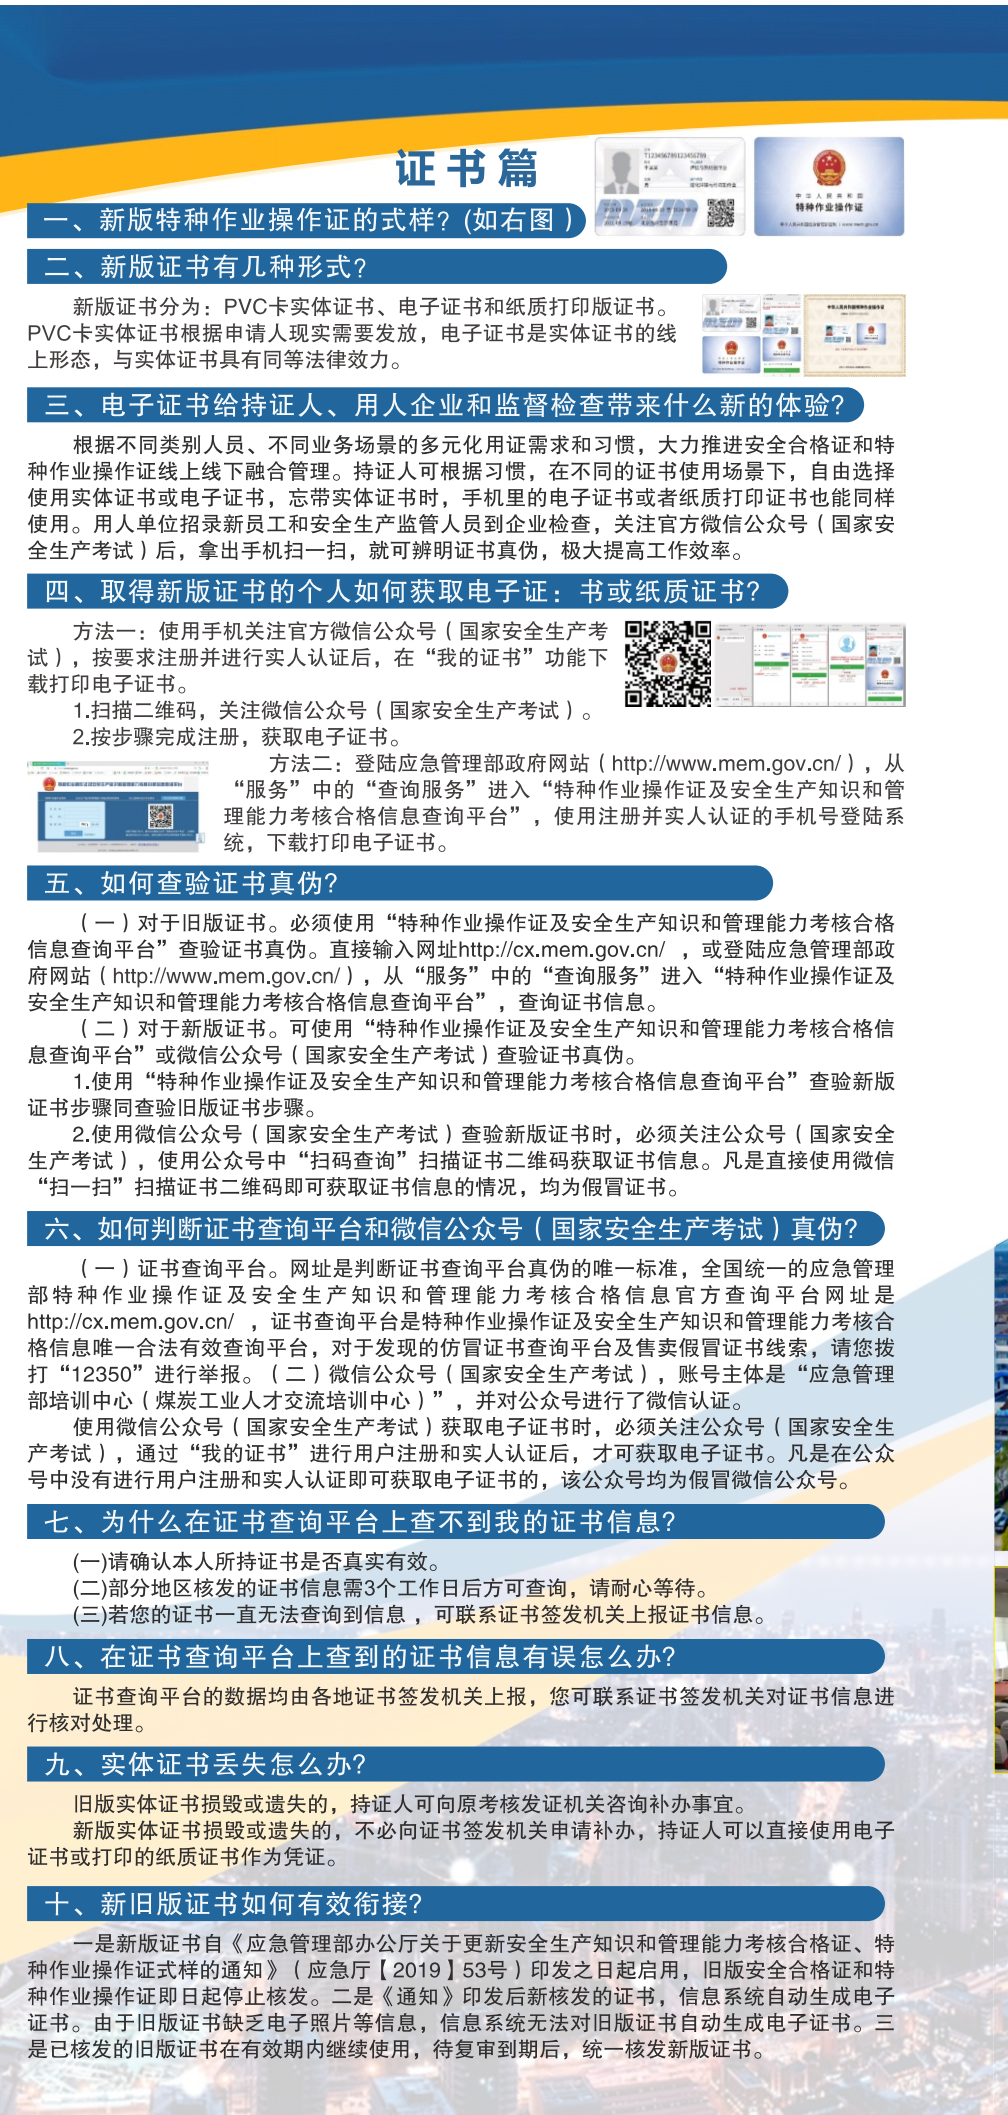 证书篇
T123456789123456789
中华人民共和国
特种作业操作证
一、新版特种作业操作证的式样？(如右图）
二、新版证书有几种形式？
新版证书分为：PVC卡实体证书、电子证书和纸质打印版证书。
PVC卡实体证书根据申请人现实需要发放，电子证书是实体证书的线
上形态，与实体证书具有同等法律效力。
三、电子证书给持证人、用人企业和监督检查带来什么新的体验？
根据不同类别人员、不同业务场景的多元化用证需求和习惯，大力推进安全合格证和特
种作业操作证线上线下融合管理。持证人可根据习惯，在不同的证书使用场景下，自由选择
使用实体证书或电子证书，忘带实体证书时，手机里的电子证书或者纸质打印证书也能同样
使用。用人单位招录新员工和安全生产监管人员到企业检查，关注官方微信公众号（国家安
全生产考试）后，拿出手机扫一扫，就可辨明证书真伪，极大提高工作效率。
四、取得新版证书的个人如何获取电子证：书或纸质证书？
方法一：使用手机关注官方微信公众号（国家安全生产考
试），按要求注册并进行实人认证后，在“我的证书”功能下
载打印电子证书。
1.扫描二维码，关注微信公众号（国家安全生产考试）。
2.按步骤完成注册，获取电子证书。
方法二：登陆应急管理部政府网站（http://www.mem.gov.cn/），从
“服务”中的“查询服务”进入“特种作业操作证及安全生产知识和管
理能力考核合格信息查询平台”，使用注册并实人认证的手机号登陆系
统，下载打印电子证书。
五、如何查验证书真伪？
（一）对于旧版证书。必须使用“特种作业操作证及安全生产知识和管理能力考核合格
信息查询平台”查验证书真伪。直接输入网址http://cx.mem.gov.cn/ ，或登陆应急管理部政
府网站（http://www.mem.gov.cn/），从“服务”中的“查询服务”进入“特种作业操作证及
安全生产知识和管理能力考核合格信息查询平台”，查询证书信息。
（二）对于新版证书。可使用“特种作业操作证及安全生产知识和管理能力考核合格信
息查询平台”或微信公众号（国家安全生产考试）查验证书真伪。
1.使用“特种作业操作证及安全生产知识和管理能力考核合格信息查询平台”查验新版
证书步骤同查验旧版证书步骤。
2.使用微信公众号（国家安全生产考试）查验新版证书时，必须关注公众号（国家安全
生产考试），使用公众号中“扫码查询”扫描证书二维码获取证书信息。凡是直接使用微信
“扫一扫”扫描证书二维码即可获取证书信息的情况，均为假冒证书。
六、如何判断证书查询平台和微信公众号（国家安全生产考试）真伪？
（一）证书查询平台。网址是判断证书查询平台真伪的唯一标准，全国统一的应急管理
部特种作业操作证及安全生产知识和管理能力考核合格信息官方查询平台网址是
http://cx.mem.gov.cn/ ，证书查询平台是特种作业操作证及安全生产知识和管理能力考核合
格信息唯一合法有效查询平台，对于发现的仿冒证书查询平台及售卖假冒证书线索，请您拨
打“12350”进行举报。（二）微信公众号（国家安全生产考试），账号主体是“应急管理
部培训中心（煤炭工业人才交流培训中心）”，并对公众号进行了微信认证。
使用微信公众号（国家安全生产考试）获取电子证书时，必须关注公众号（国家安全生
产考试），通过“我的证书”进行用户注册和实人认证后，才可获取电子证书。凡是在公众
号中没有进行用户注册和实人认证即可获取电子证书的，该公众号均为假冒微信公众号。
七、为什么在证书查询平台上查不到我的证书信息？
(一)请确认本人所持证书是否真实有效。
(二)部分地区核发的证书信息需3个工作日后方可查询，请耐心等待。
(三)若您的证书一直无法查询到信息，可联系证书签发机关上报证书信息。
八、在证书查询平台上查到的证书信息有误怎么办？
证书查询平台的数据均由各地证书签发机关上报，您可联系证书签发机关对证书信息进
行核对处理。
九、实体证书丢失怎么办？
旧版实体证书损毁或遗失的，持证人可向原考核发证机关咨询补办事宜。
新版实体证书损毁或遗失的，不必向证书签发机关申请补办，持证人可以直接使用电子
证书或打印的纸质证书作为凭证。
十、新旧版证书如何有效衔接？
一是新版证书自《应急管理部办公厅关于更新安全生产知识和管理能力考核合格证、特
种作业操作证式样的通知》（应急厅【2019】53号）印发之日起启用，旧版安全合格证和特
种作业操作证即日起停止核发。二是《通知》印发后新核发的证书，信息系统自动生成电子
证书。由于旧版证书缺乏电子照片等信息，信息系统无法对旧版证书自动生成电子证书。三
是已核发的旧版证书在有效期内继续使用，待复审到期后，统一核发新版证书。